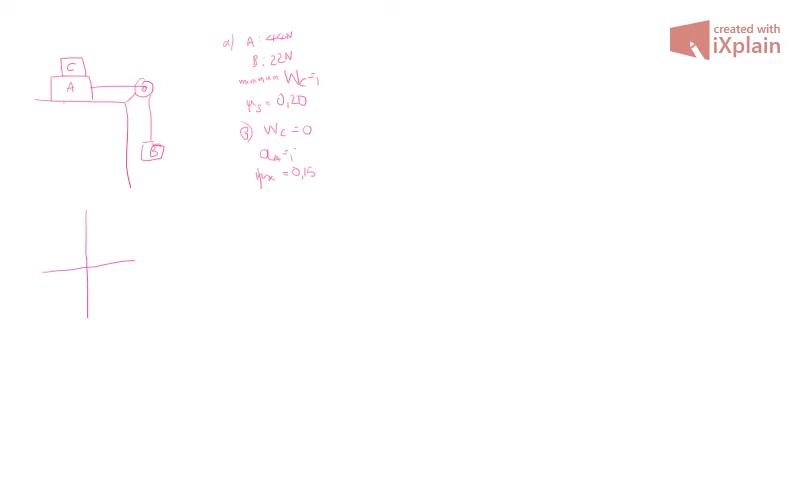 created with
iXplain
C
A
B
a) A : 44N
B : 22N
minimum Wc = ¿
μs = 0,20
B) Wc = 0
aA = ¿
μk = 0,15